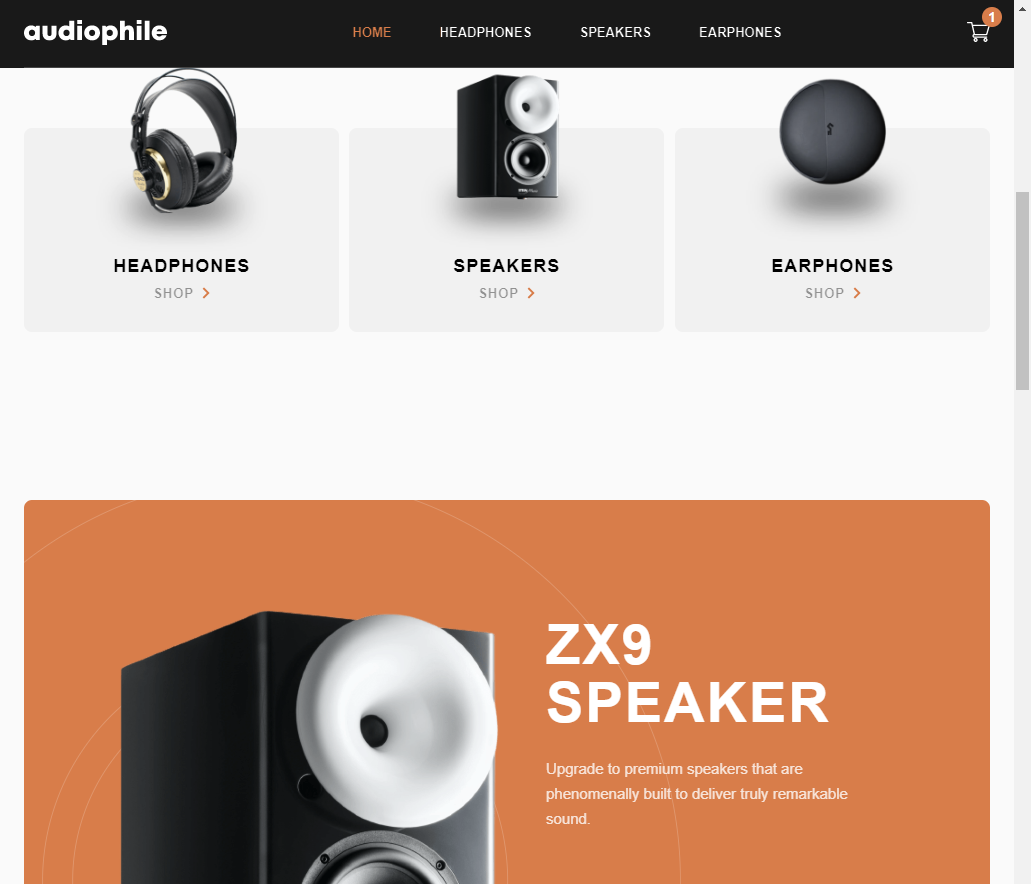 audiophile
HOME HEADPHONES SPEAKERS EARPHONES
1
HEADPHONES
SHOP
SPEAKERS
SHOP
EARPHONES
SHOP
ZX9
SPEAKER
Upgrade to premium speakers that are
phenomenally built to deliver truly remarkable
sound.